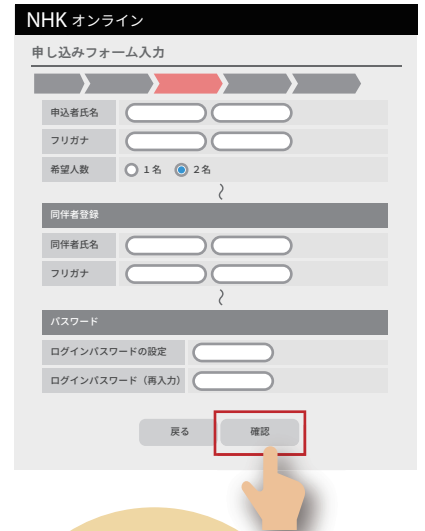 NHK オンライン
申し込みフォーム入力
申込者氏名
フリガナ
希望人数 1名 2名
〜
同伴者登録
同伴者氏名
フリガナ
〜
パスワード
ログインパスワードの設定
ログインパスワード（再入力）
戻る 確認